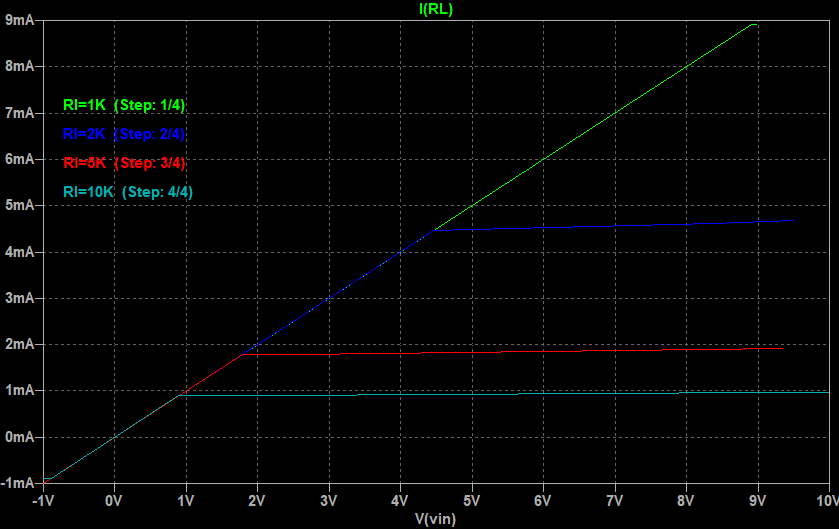 I(RL)
9mA
8mA
7mA
6mA
5mA
4mA
3mA
2mA
1mA
0mA
-1mA
Rl=1K (Step: 1/4)
Rl=2K (Step: 2/4)
Rl=5K (Step: 3/4)
Rl=10K (Step: 4/4)
-1V 0V 1V 2V 3V 4V 5V 6V 7V 8V 9V 10V
V(vin)